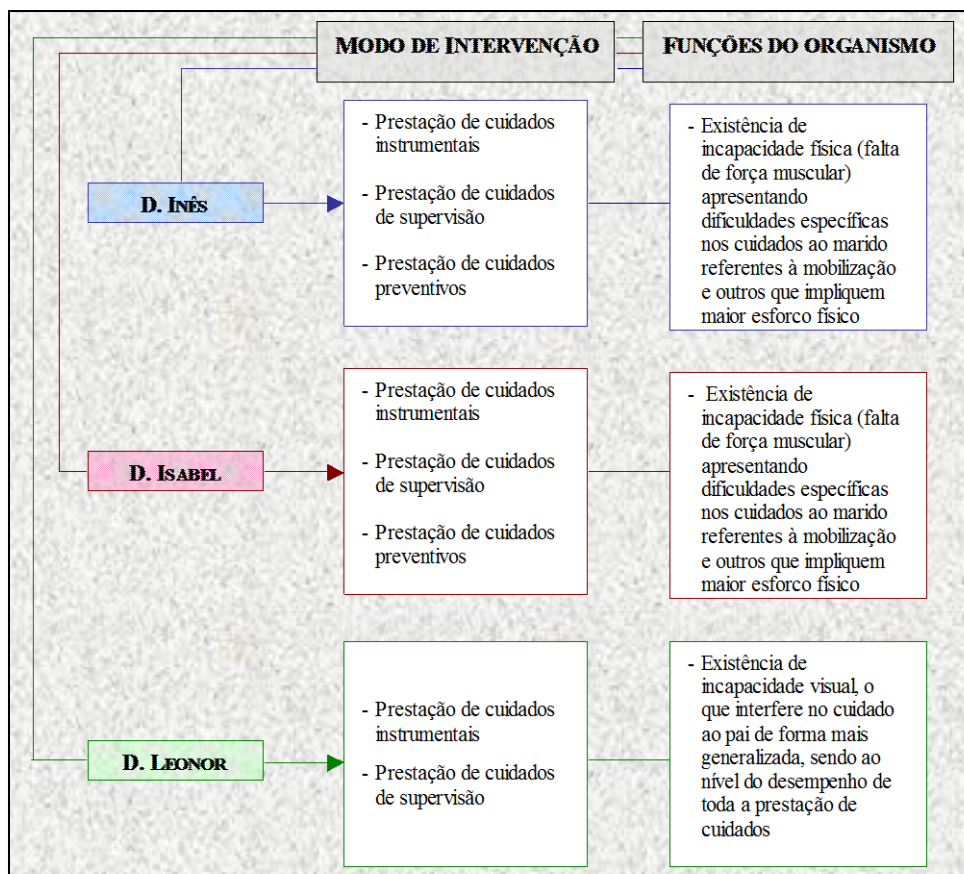 MODO DE INTERVENÇÃO
FUNÇÕES DO ORGANISMO
D. INÊS
- Prestação de cuidados
instrumentais
- Prestação de cuidados
de supervisão
- Prestação de cuidados
preventivos
- Existência de
incapacidade física (falta
de força muscular)
apresentando
dificuldades específicas
nos cuidados ao marido
referentes à mobilização
e outros que impliquem
maior esforco físico
D. ISABEL
- Prestação de cuidados
instrumentais
- Prestação de cuidados
de supervisão
- Prestação de cuidados
preventivos
- Existência de
incapacidade física (falta
de força muscular)
apresentando
dificuldades específicas
nos cuidados ao marido
referentes à mobilização
e outros que impliquem
maior esforco físico
D. LEONOR
- Prestação de cuidados
instrumentais
- Prestação de cuidados
de supervisão
- Existência de
incapacidade visual, o
que interfere no cuidado
ao pai de forma mais
generalizada, sendo ao
nível do desempenho de
toda a prestação de
cuidados